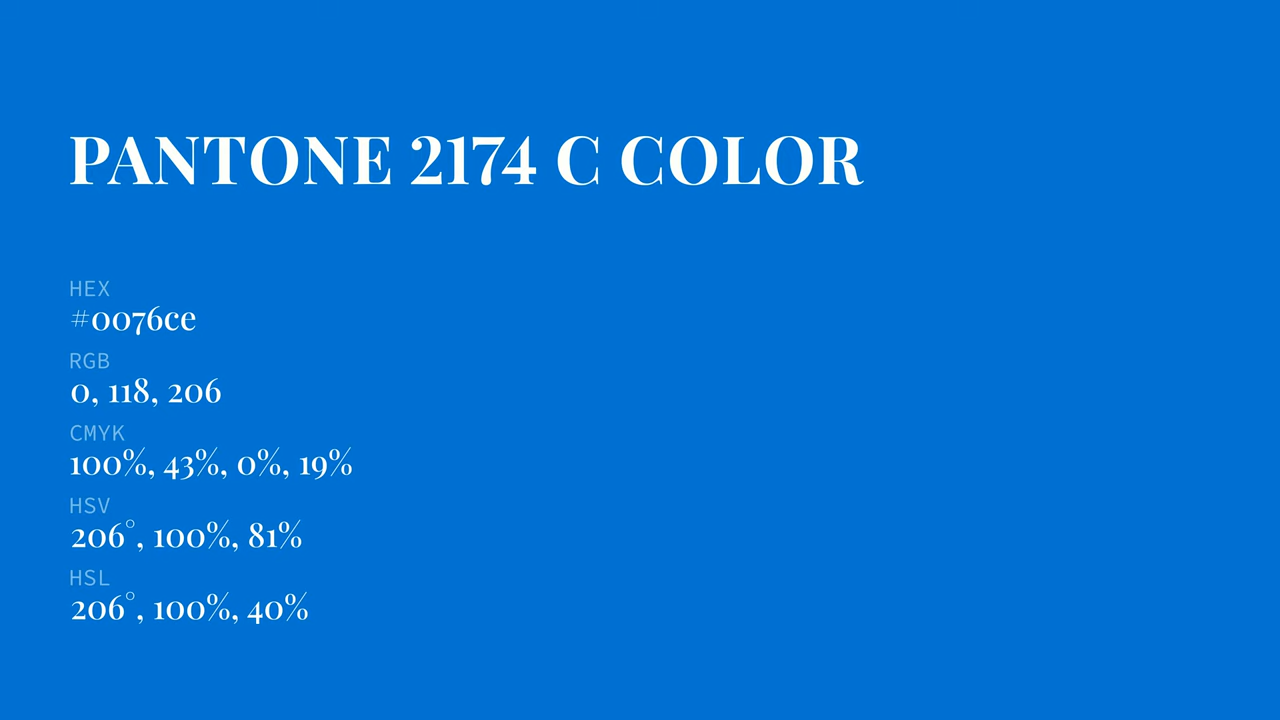 PANTONE 2174 C COLOR
HEX
#0076ce
RGB
0, 118, 206
CMYK
100%, 43%, 0%, 19%
HSV
206°, 100%, 81%
HSL
206°, 100%, 40%